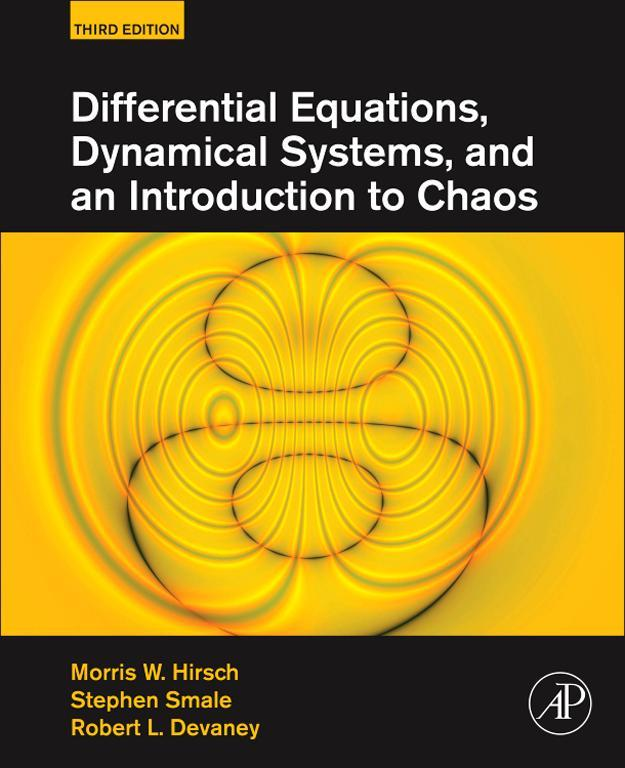 THIRD EDITION
Differential Equations,
Dynamical Systems, and
an Introduction to Chaos
Morris W. Hirsch
Stephen Smale
Robert L. Devaney
AP